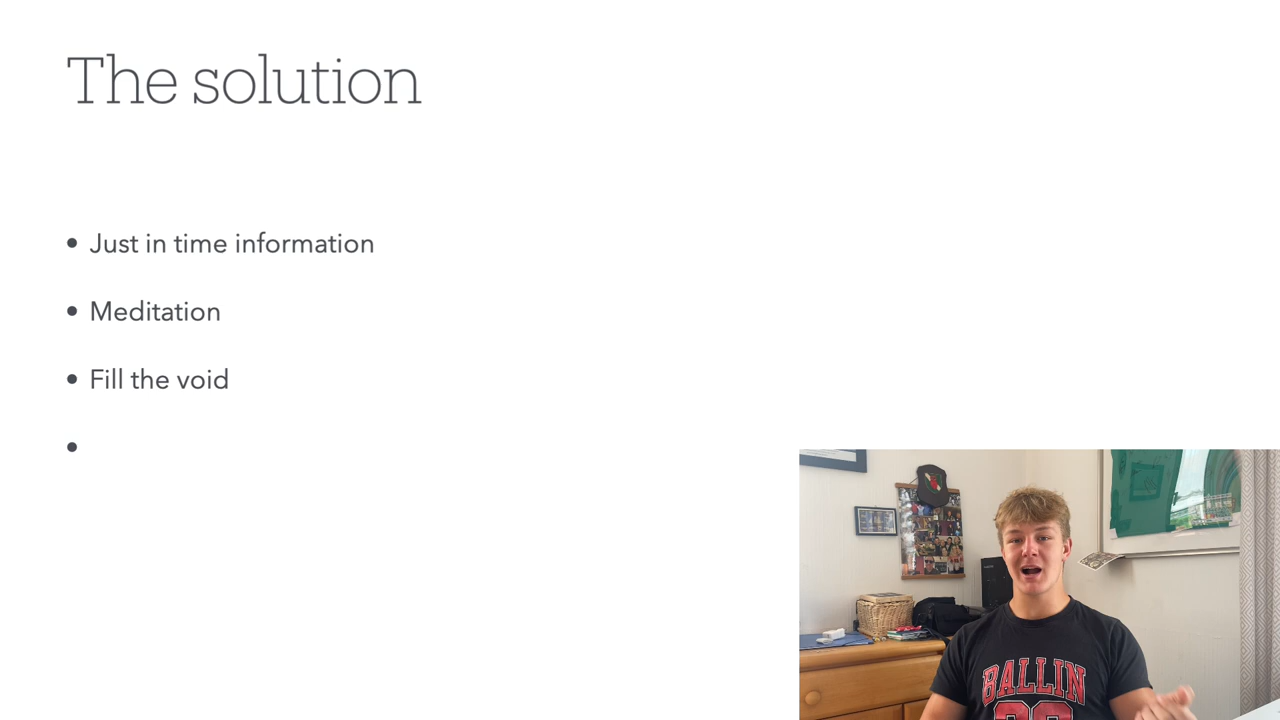 The solution
• Just in time information
• Meditation
• Fill the void
•
BALLIN